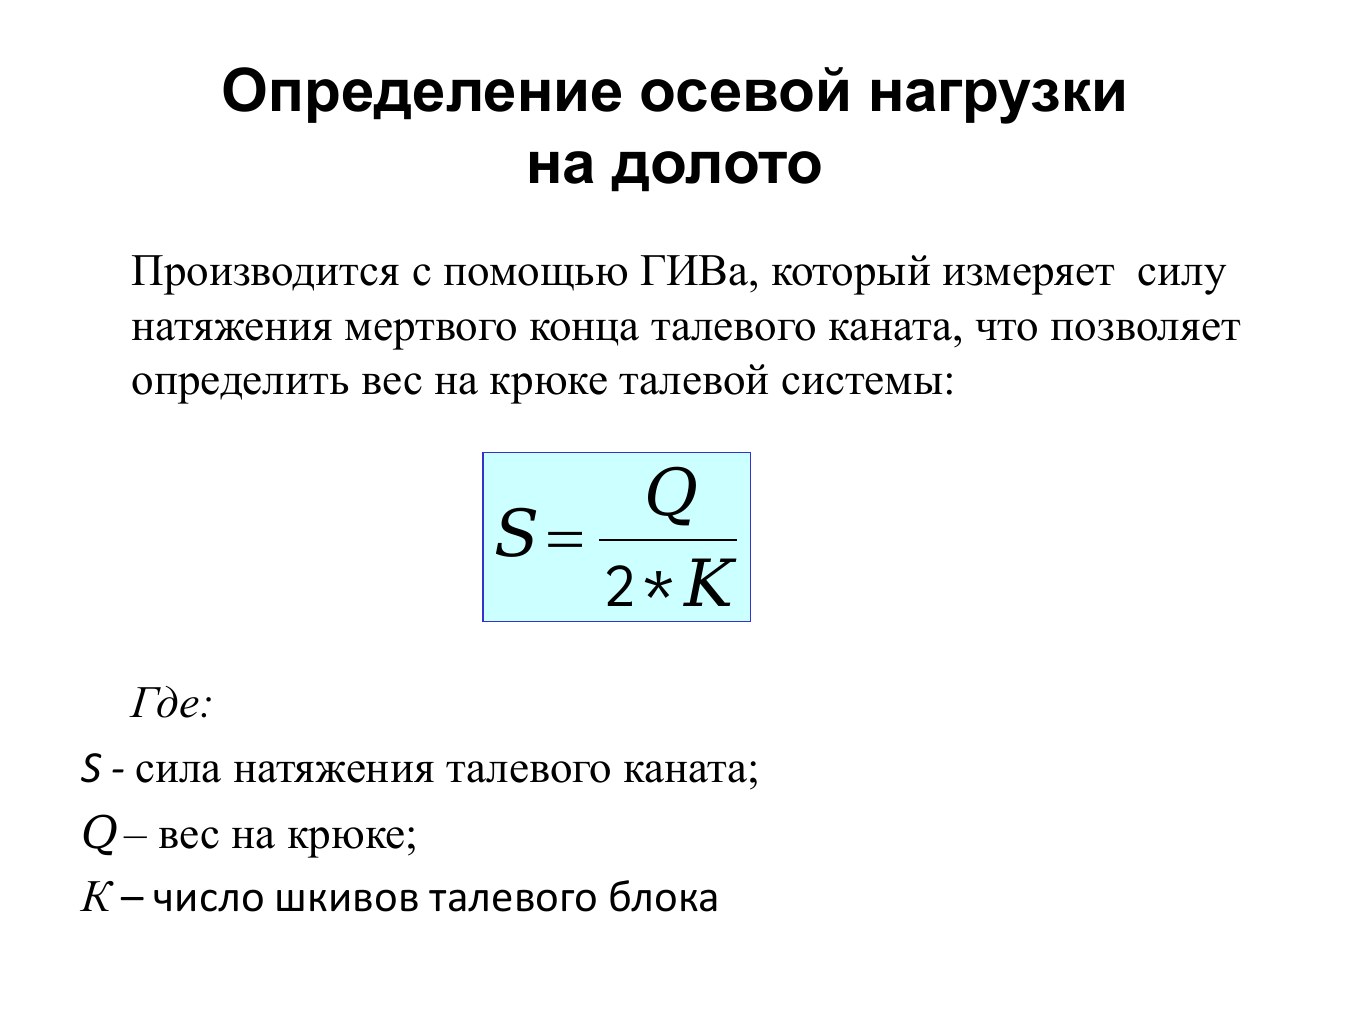 Определение осевой нагрузки
на долото
Производится с помощью ГИВа, который измеряет силу
натяжения мертвого конца талевого каната, что позволяет
определить вес на крюке талевой системы:
S = Q / 2*K
Где:
S - сила натяжения талевого каната;
Q – вес на крюке;
К – число шкивов талевого блока